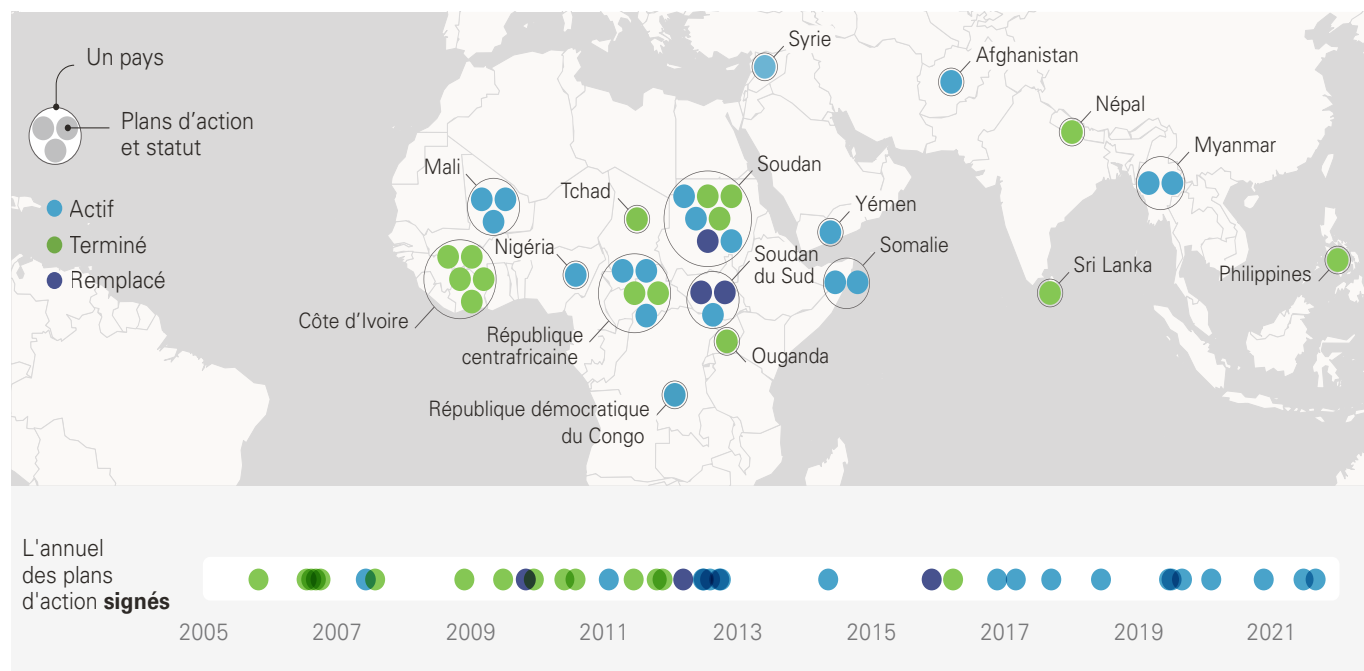 Un pays
Plans d'action
et statut
Actif
Terminé
Remplacé
Syrie
Afghanistan
Népal
Myanmar
Mali
Tchad
Soudan
Yémen
Nigéria
Soudan
du Sud
Somalie
Sri Lanka
Philippines
Côte d'Ivoire
République
centrafricaine
Ouganda
République démocratique
du Congo
L'annuel
des plans
d'action signés
2005 2007 2009 2011 2013 2015 2017 2019 2021